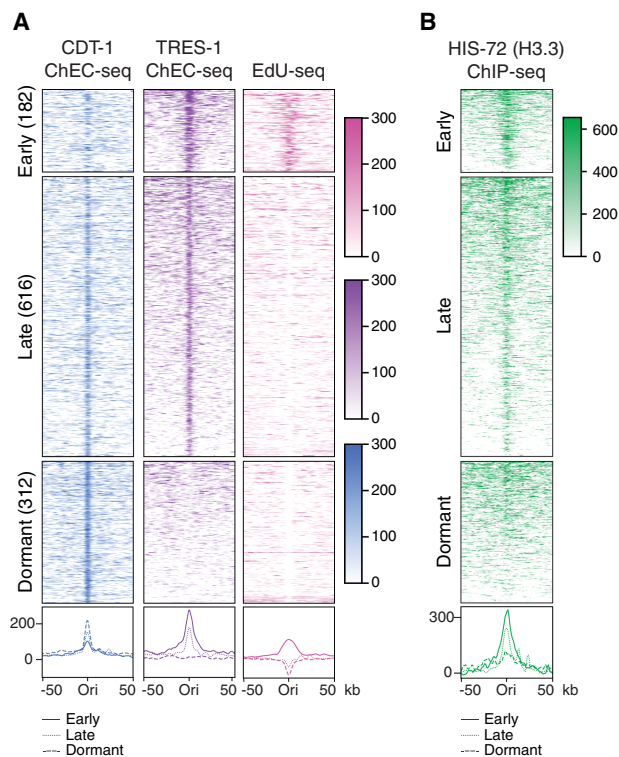 A
CDT-1
ChEC-seq
TRES-1
ChEC-seq
EdU-seq
Early (182)
Late (616)
Dormant (312)
300
200
100
0
300
200
100
0
300
200
100
0
200
0
-50 Ori 50
-50 Ori 50
-50 Ori 50 kb
Early
Late
Dormant
B
HIS-72 (H3.3)
ChIP-seq
Early
Late
Dormant
600
400
200
0
300
0
-50 Ori 50 kb
Early
Late
Dormant